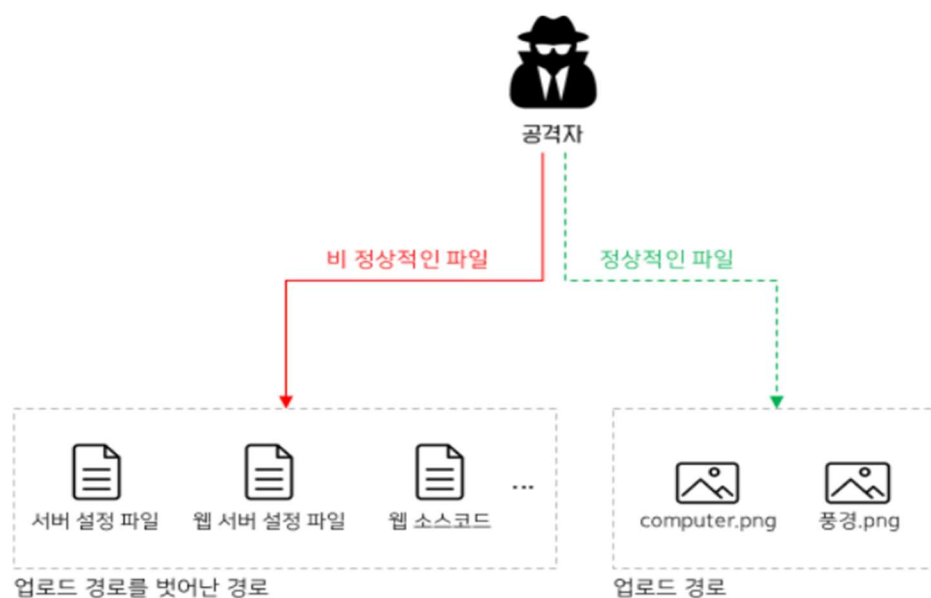 공격자
비 정상적인 파일
정상적인 파일
서버 설정 파일
웹 서버 설정 파일
웹 소스코드
...
computer.png
풍경.png
업로드 경로를 벗어난 경로
업로드 경로